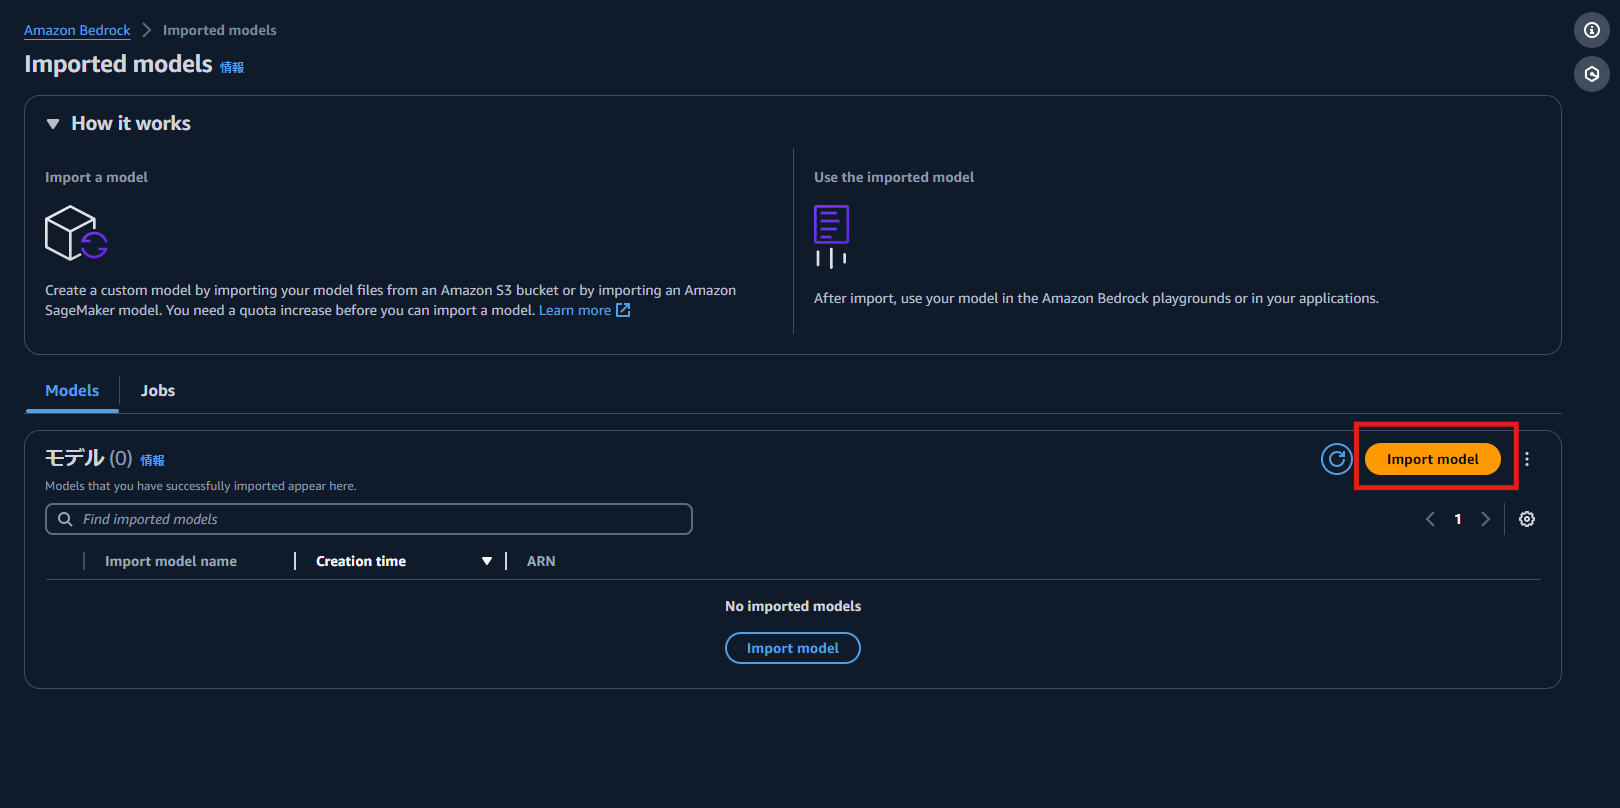 Amazon Bedrock > Imported models
Imported models 情報
How it works
Import a model
Create a custom model by importing your model files from an Amazon S3 bucket or by importing an Amazon
SageMaker model. You need a quota increase before you can import a model. Learn more
Use the imported model
After import, use your model in the Amazon Bedrock playgrounds or in your applications.
Models
Jobs
モデル (0) 情報
Import model
Models that you have successfully imported appear here.
Find imported models
1
Import model name
Creation time
ARN
No imported models
Import model